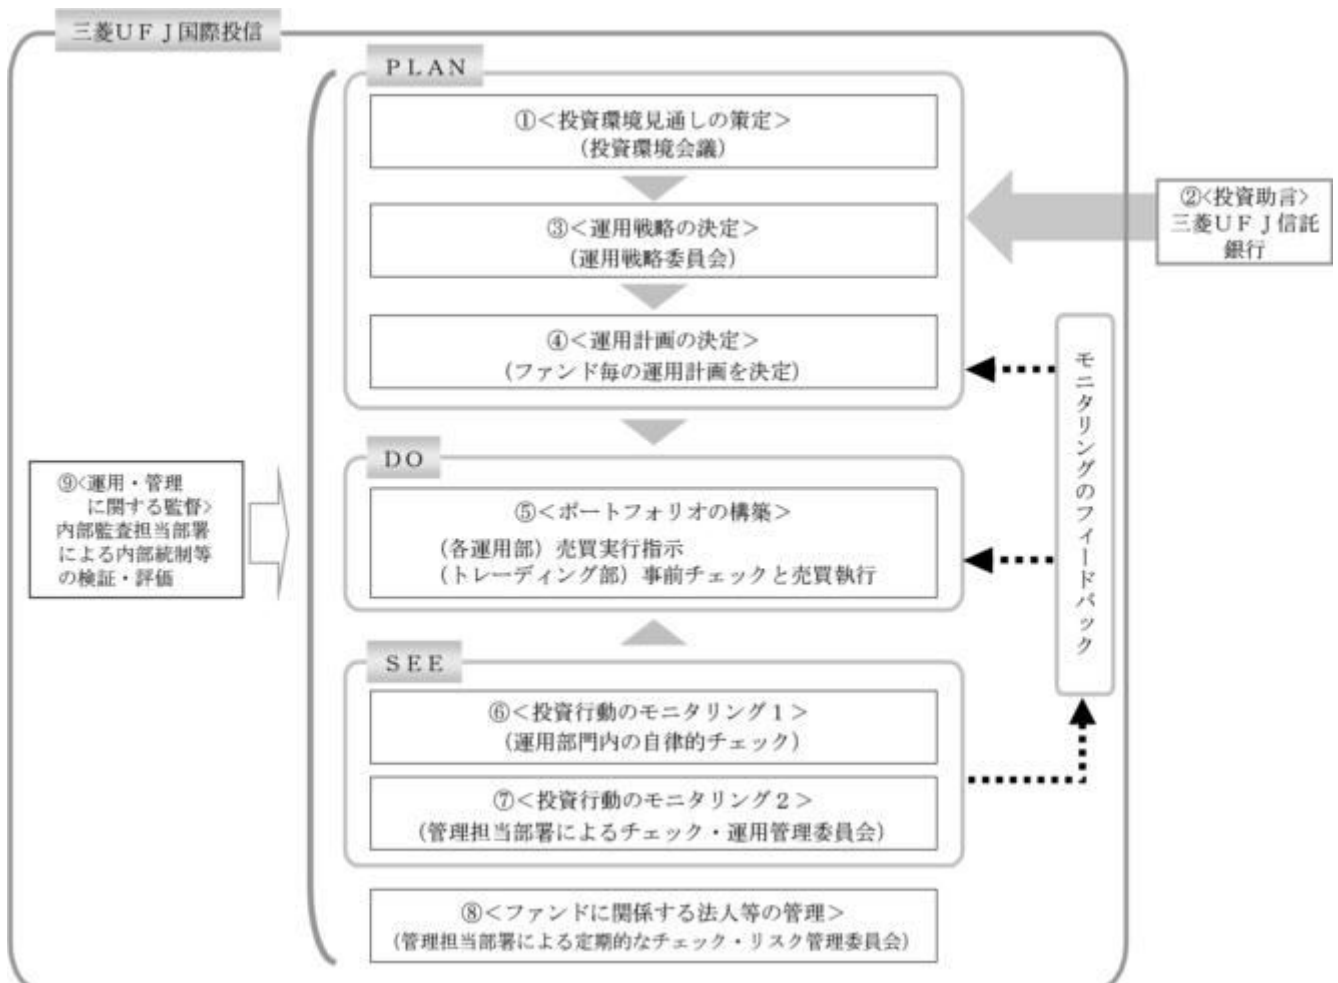 三菱ＵＦＪ国際投信
ＰＬＡＮ
①＜投資環境見通しの策定＞
（投資環境会議）
②＜投資助言＞
三菱ＵＦＪ信託
銀行
③＜運用戦略の決定＞
（運用戦略委員会）
④＜運用計画の決定＞
（ファンド毎の運用計画を決定）
モニタリングのフィードバック
ＤＯ
⑤＜ポートフォリオの構築＞
（各運用部）売買実行指示
（トレーディング部）事前チェックと売買執行
⑨＜運用・管理
に関する監督＞
内部監査担当部署
による内部統制等
の検証・評価
ＳＥＥ
⑥＜投資行動のモニタリング１＞
（運用部門内の自律的チェック）
⑦＜投資行動のモニタリング２＞
（管理担当部署によるチェック・運用管理委員会）
⑧＜ファンドに関係する法人等の管理＞
（管理担当部署による定期的なチェック・リスク管理委員会）